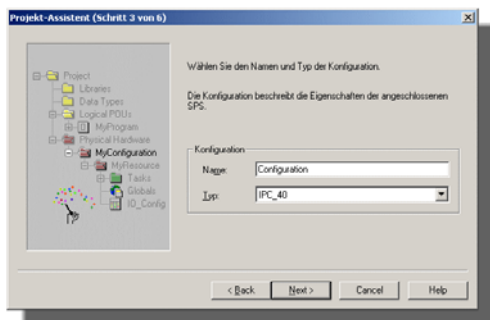 Projekt-Assistent (Schritt 3 von 6)
Project
Libraries
Data Types
Logical POUs
MyProgram
Physical Hardware
MyConfiguration
MyResource
Tasks
Globals
IO_Config
Wählen Sie den Namen und Typ der Konfiguration.
Die Konfiguration beschreibt die Eigenschaften der angeschlossenen
SPS.
Konfiguration
Name:
Configuration
Typ:
IPC_40
< Back
Next >
Cancel
Help